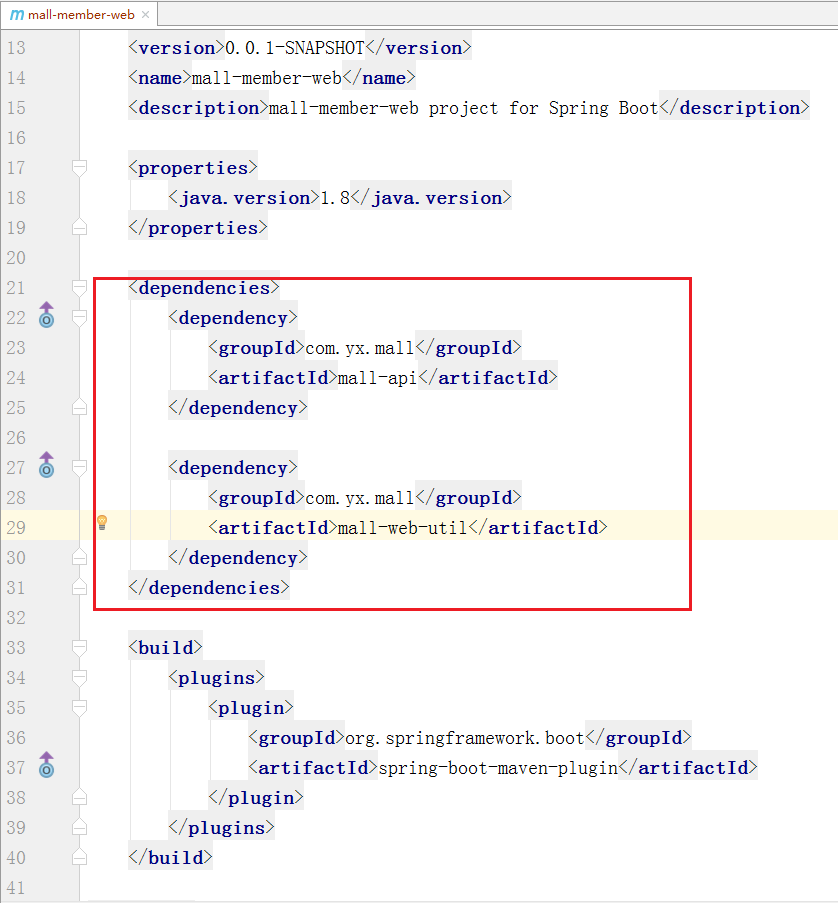 m mall-member-web ×
13 <version>0.0.1-SNAPSHOT</version>
14 <name>mall-member-web</name>
15 <description>mall-member-web project for Spring Boot</description>
16
17 <properties>
18 <java.version>1.8</java.version>
19 </properties>
20
21 <dependencies>
22 <dependency>
23 <groupId>com.yx.mall</groupId>
24 <artifactId>mall-api</artifactId>
25 </dependency>
26
27 <dependency>
28 <groupId>com.yx.mall</groupId>
29 <artifactId>mall-web-util</artifactId>
30 </dependency>
31 </dependencies>
32
33 <build>
34 <plugins>
35 <plugin>
36 <groupId>org.springframework.boot</groupId>
37 <artifactId>spring-boot-maven-plugin</artifactId>
38 </plugin>
39 </plugins>
40 </build>
41